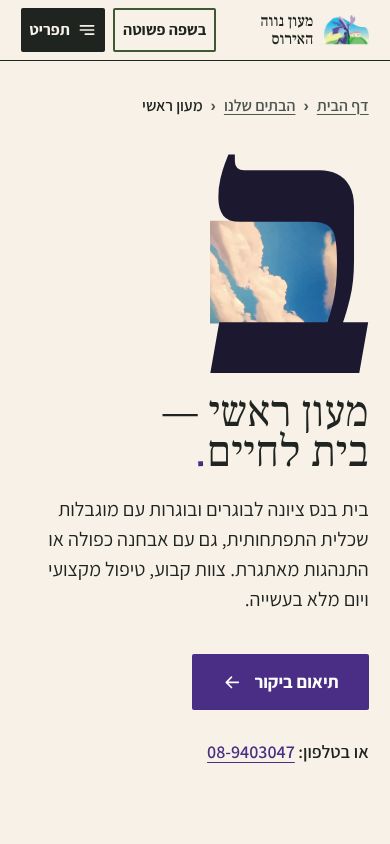 מעון נווה
האירוס
בשפה פשוטה
תפריט
דף הבית › הבתים שלנו › מעון ראשי
ב
מעון ראשי —
בית לחיים.
בית בנס ציונה לבוגרים ובוגרות עם מוגבלות
שכלית התפתחותית, גם עם אבחנה כפולה או
התנהגות מאתגרת. צוות קבוע, טיפול מקצועי
ויום מלא בעשייה.
תיאום ביקור ←
או בטלפון: 08-9403047